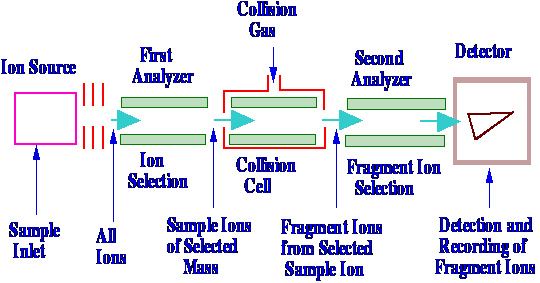 Collision
Gas
First
Analyzer
Second
Analyzer
Detector
Ion Source
Ion
Selection
Collision
Cell
Fragment Ion
Selection
Sample
Inlet
All
Ions
Sample Ions
of Selected
Mass
Fragment Ions
from Selected
Sample Ion
Detection and
Recording of
Fragment Ions